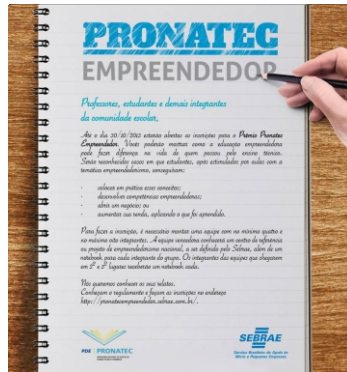 PRONATEC
EMPREENDEDOR
Professores, estudantes e demais integrantes
da comunidade escolar,
Até o dia 30/10/2013 estarão abertas as inscrições para o Prêmio Pronatec
Empreendedor. Vocês poderão mostrar como a educação empreendedora
pode fazer diferença na vida de quem passou pelo ensino técnico.
Serão reconhecidos casos em que estudantes, após estimulados por aulas com a
temática empreendedorismo, conseguiram:
· colocar em prática esses conceitos;
· desenvolver competências empreendedoras;
· abrir um negócio; ou
· aumentar sua renda, aplicando o que foi aprendido.
Para fazer a inscrição, é necessário montar uma equipe com no mínimo quatro e
no máximo oito integrantes. A equipe vencedora conhecerá um centro de referência
ou projeto de empreendedorismo nacional, a ser definido pelo Sebrae, além de um
notebook para cada integrante do grupo. Os integrantes das equipes que chegarem
em 2º e 3º lugares receberão um notebook cada.
Nós queremos conhecer os seus relatos.
Conheçam o regulamento e façam as inscrições no endereço
http://pronatecempreendedor.sebrae.com.br/.
PDE | PRONATEC
SEBRAE
Serviço Brasileiro de Apoio às
Micro e Pequenas Empresas